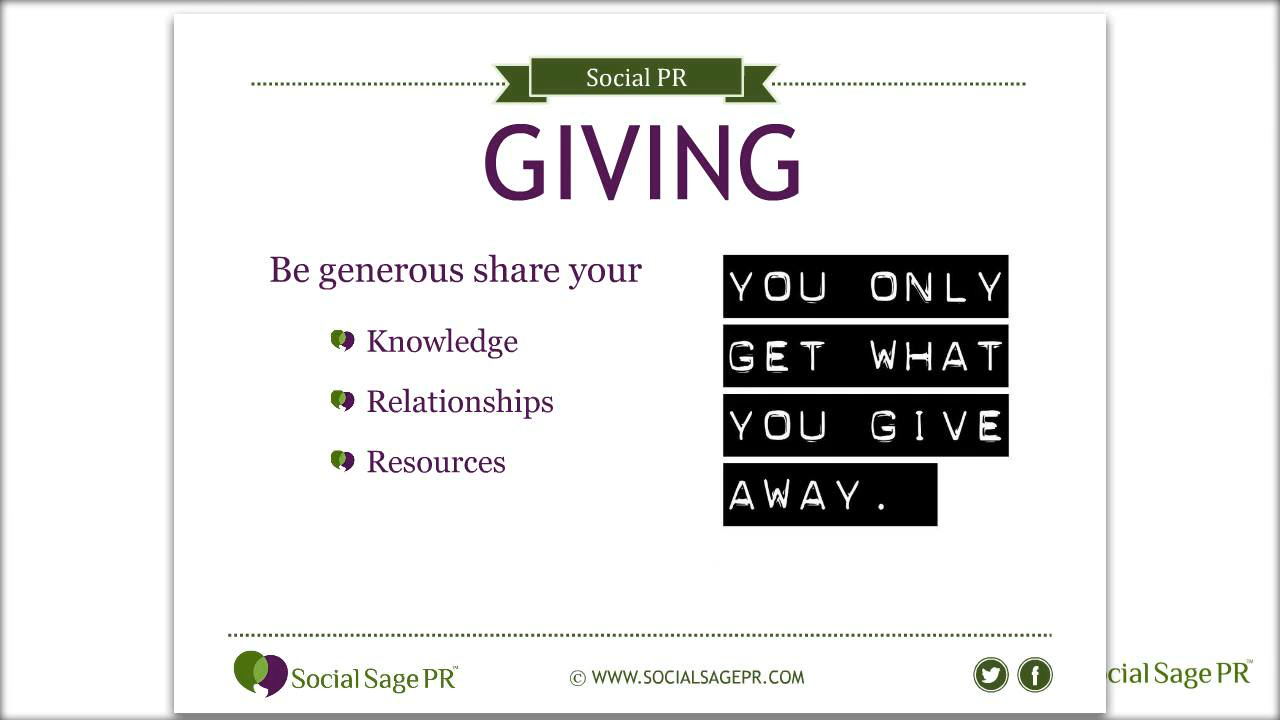 Social PR
GIVING
Be generous share your
Knowledge
Relationships
Resources
YOU ONLY
GET WHAT
YOU GIVE
AWAY.
Social Sage PR™
© WWW.SOCIALSAGEPR.COM
cial Sage PR™